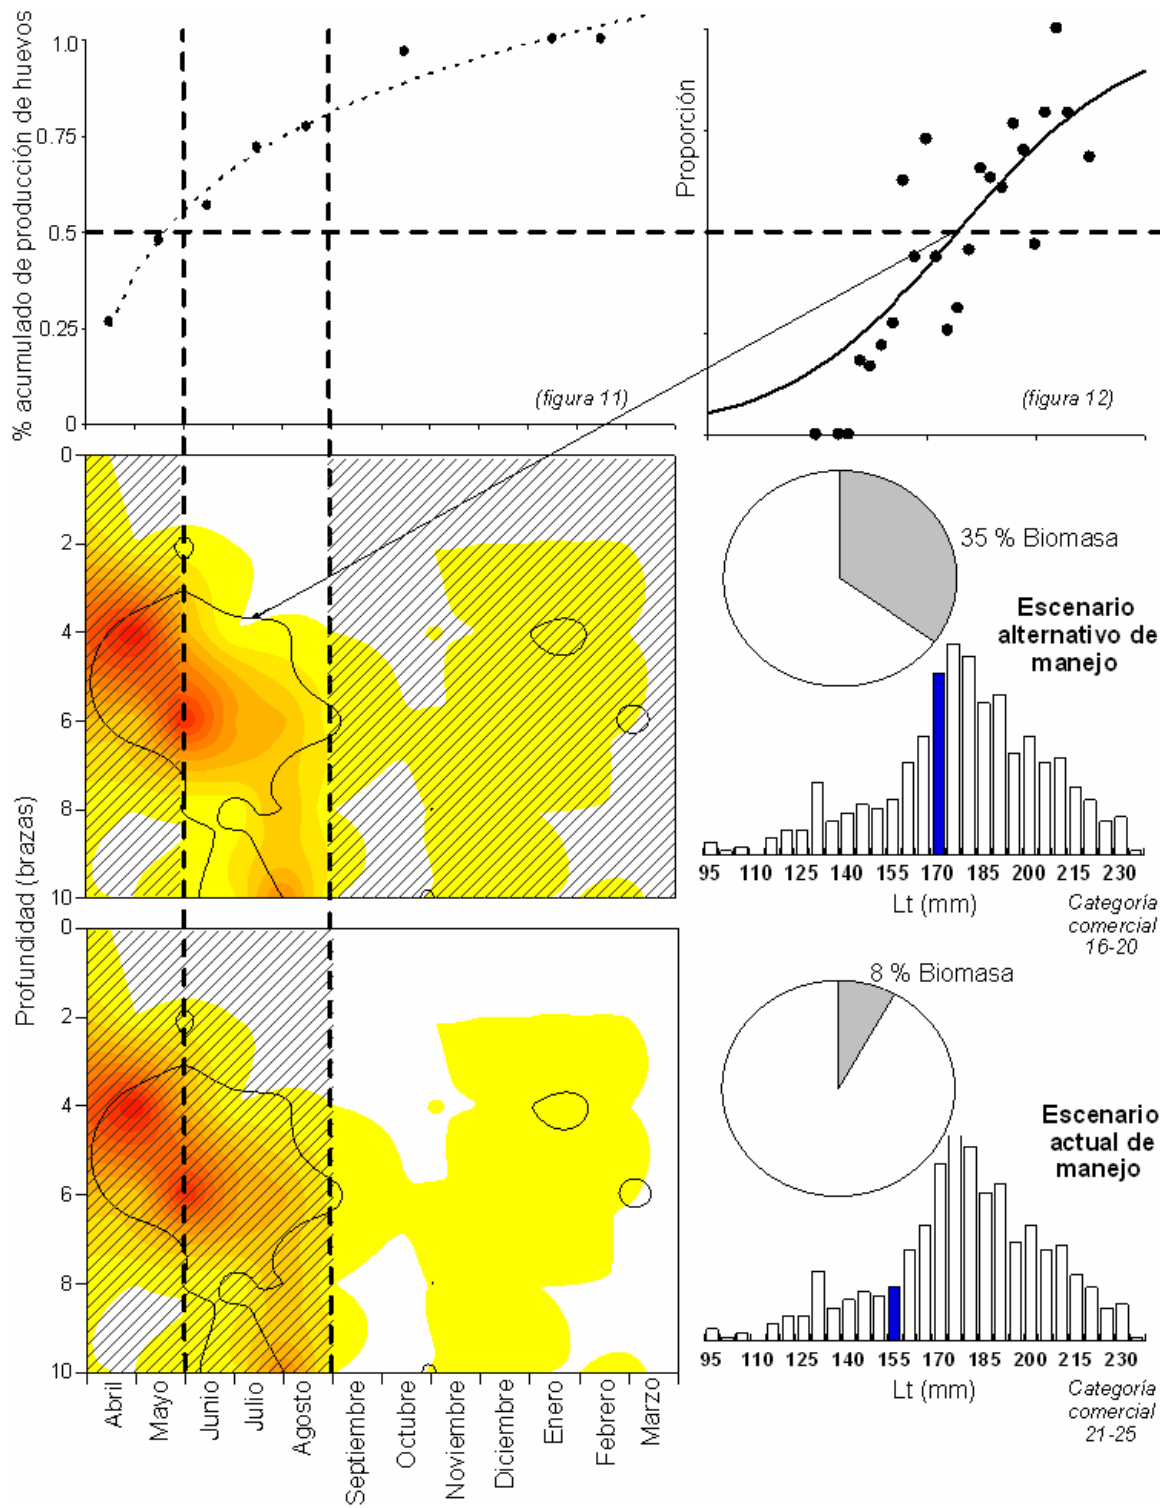 % acumulado de producción de huevos
1.0
0.75
0.5
0.25
0
(figura 11)
Proporción
(figura 12)
Profundidad (brazas)
0
2
4
6
8
10
35 % Biomasa
Escenario
alternativo de
manejo
95 110 125 140 155 170 185 200 215 230
Lt (mm)
Categoría
comercial
16-20
0
2
4
6
8
10
Abril
Mayo
Junio
Julio
Agosto
Septiembre
Octubre
Noviembre
Diciembre
Enero
Febrero
Marzo
8 % Biomasa
Escenario
actual de
manejo
95 110 125 140 155 170 185 200 215 230
Lt (mm)
Categoría
comercial
21-25